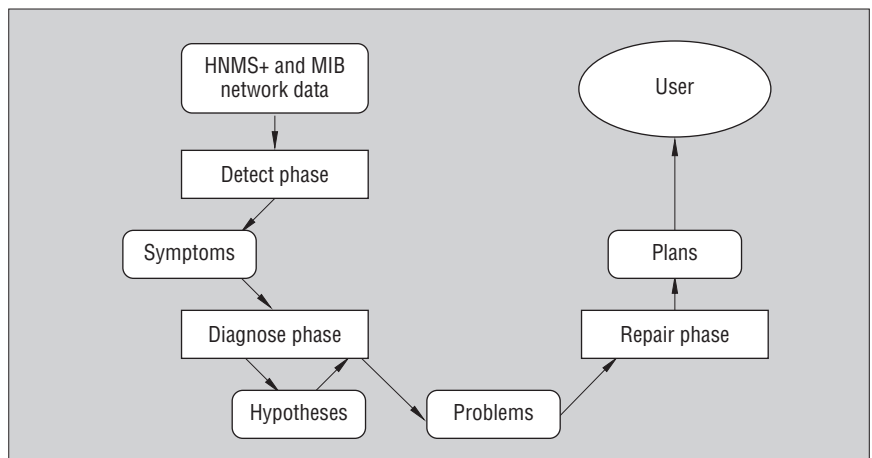 HNMS+ and MIB
network data
User
Detect phase
Symptoms
Plans
Diagnose phase
Repair phase
Hypotheses
Problems